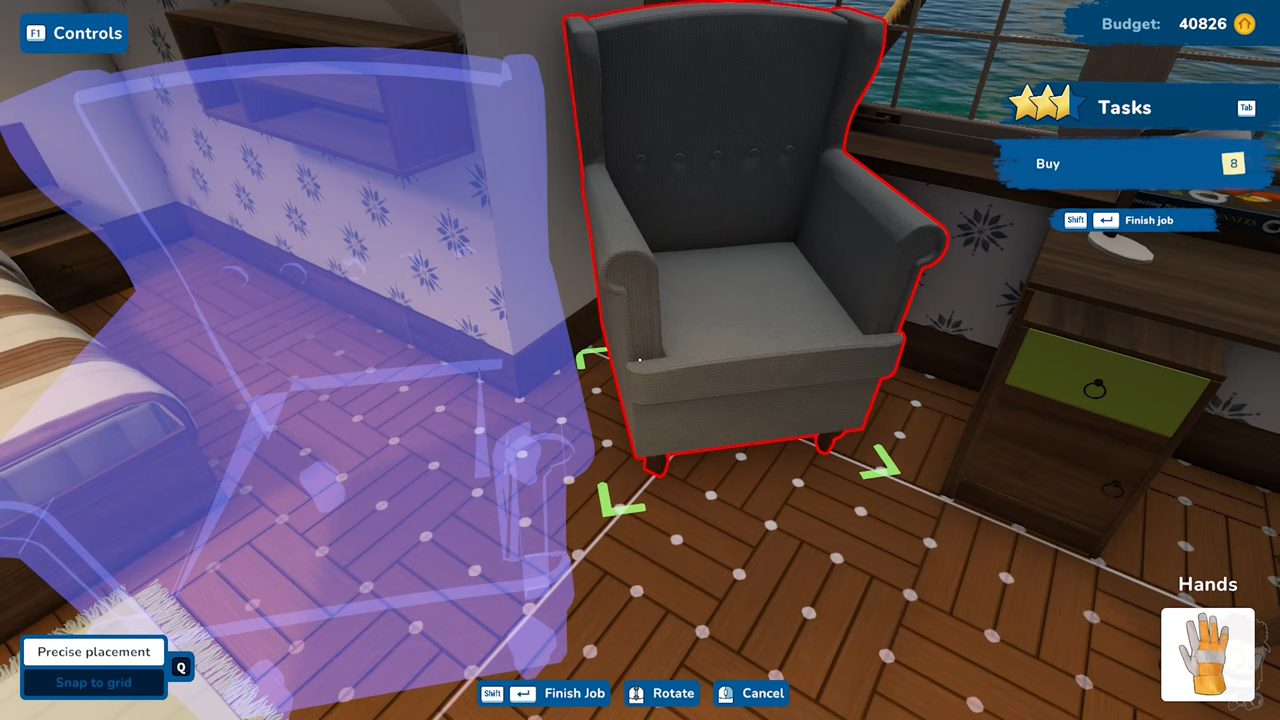 F1 Controls
Budget: 40826
Tasks Tab
Buy 8
Shift Finish job
Hands
Precise placement
Q
Snap to grid
Shift Finish Job Rotate Cancel